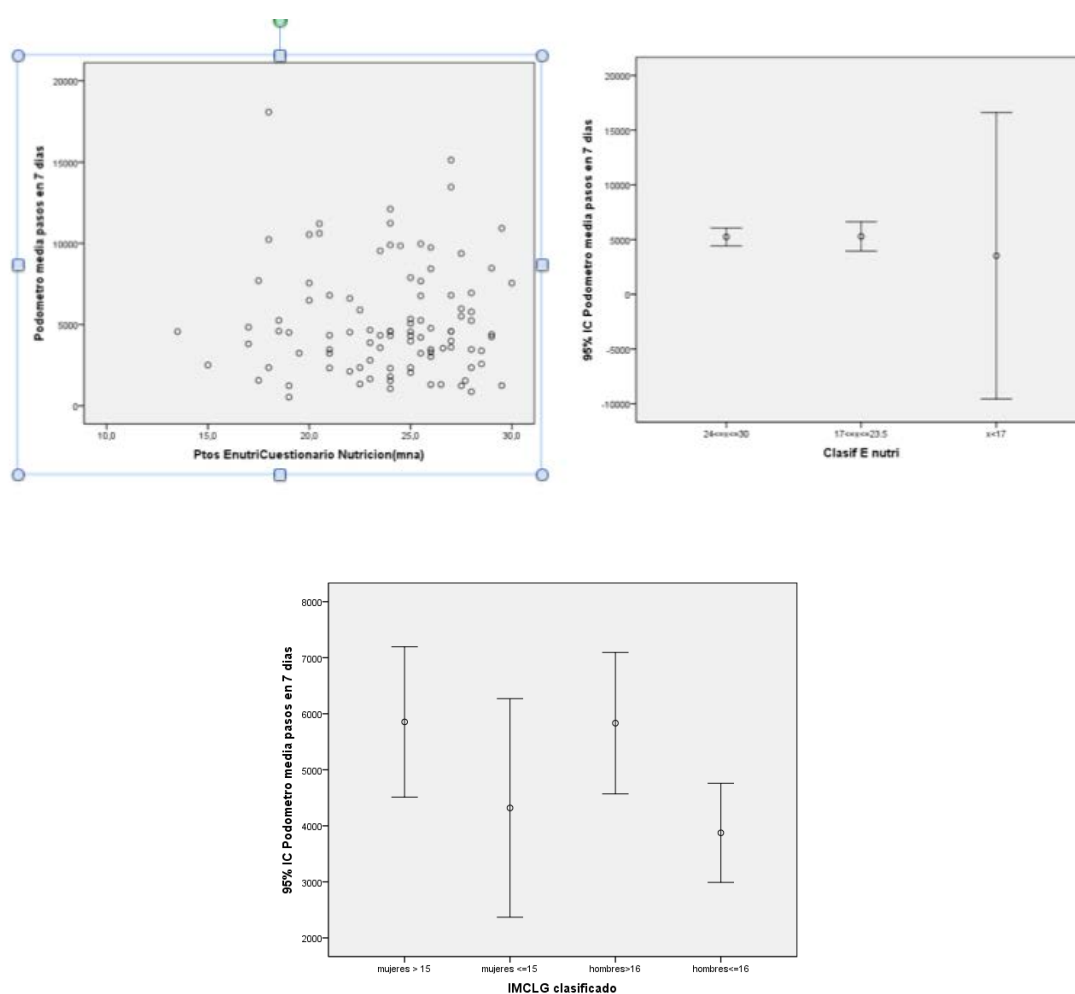 Podometro media pasos en 7 dias
20000
15000
10000
5000
0
10,0 15,0 20,0 25,0 30,0
Ptos EnutriCuestionario Nutricion(mna)
95% IC Podometro media pasos en 7 dias
20000
15000
10000
5000
0
-5000
-10000
24<=x<=30 17<=x<=23.5 x<17
Clasif E nutri
95% IC Podometro media pasos en 7 dias
8000
7000
6000
5000
4000
3000
2000
mujeres > 15 mujeres <=15 hombres>16 hombres<=16
IMCLG clasificado